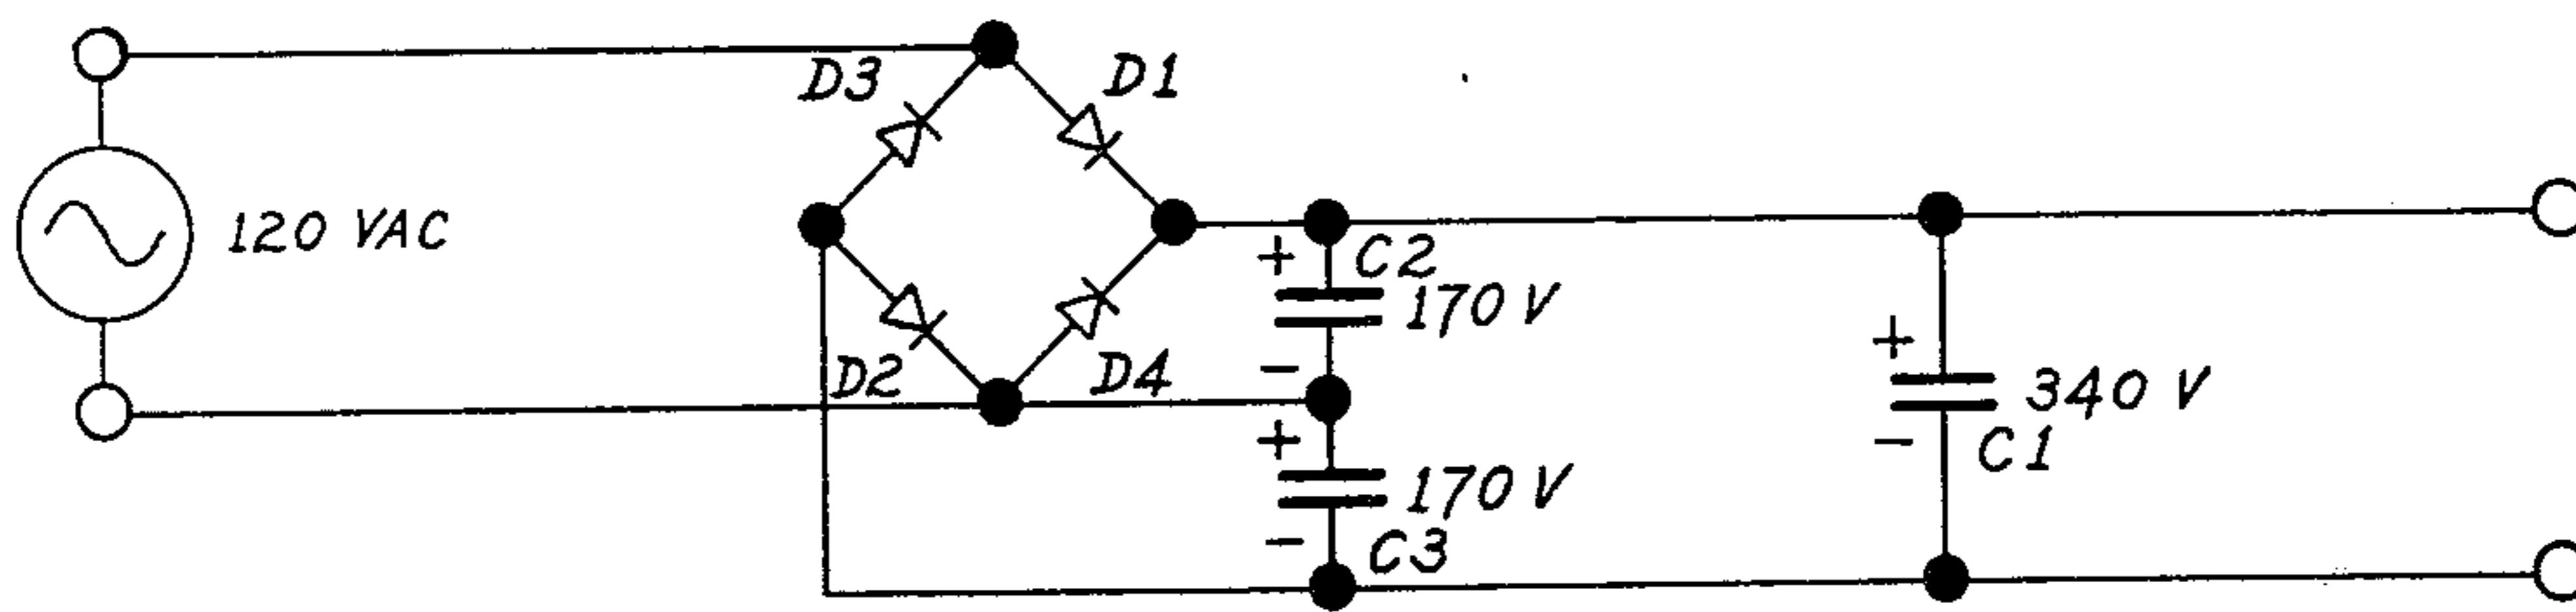 D3
D1
120 VAC
+
C2
170 V
-
D2
D4
+
340 V
-
C1
+
170 V
-
C3